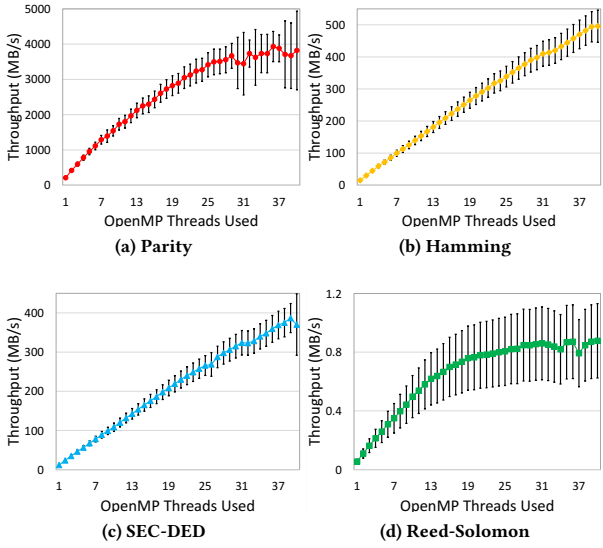 5000
4000
3000
2000
1000
0
Throughput (MB/s)
1 7 13 19 25 31 37
OpenMP Threads Used
(a) Parity
500
400
300
200
100
0
Throughput (MB/s)
1 7 13 19 25 31 37
OpenMP Threads Used
(b) Hamming
400
300
200
100
0
Throughput (MB/s)
1 7 13 19 25 31 37
OpenMP Threads Used
(c) SEC-DED
1.2
0.8
0.4
0
Throughput (MB/s)
1 7 13 19 25 31 37
OpenMP Threads Used
(d) Reed-Solomon